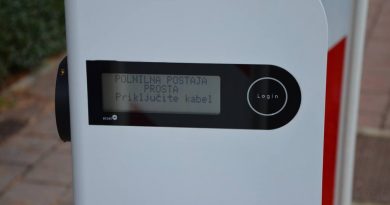 POLNILNA POSTAJA
PROSTA
Priključite kabel
Login